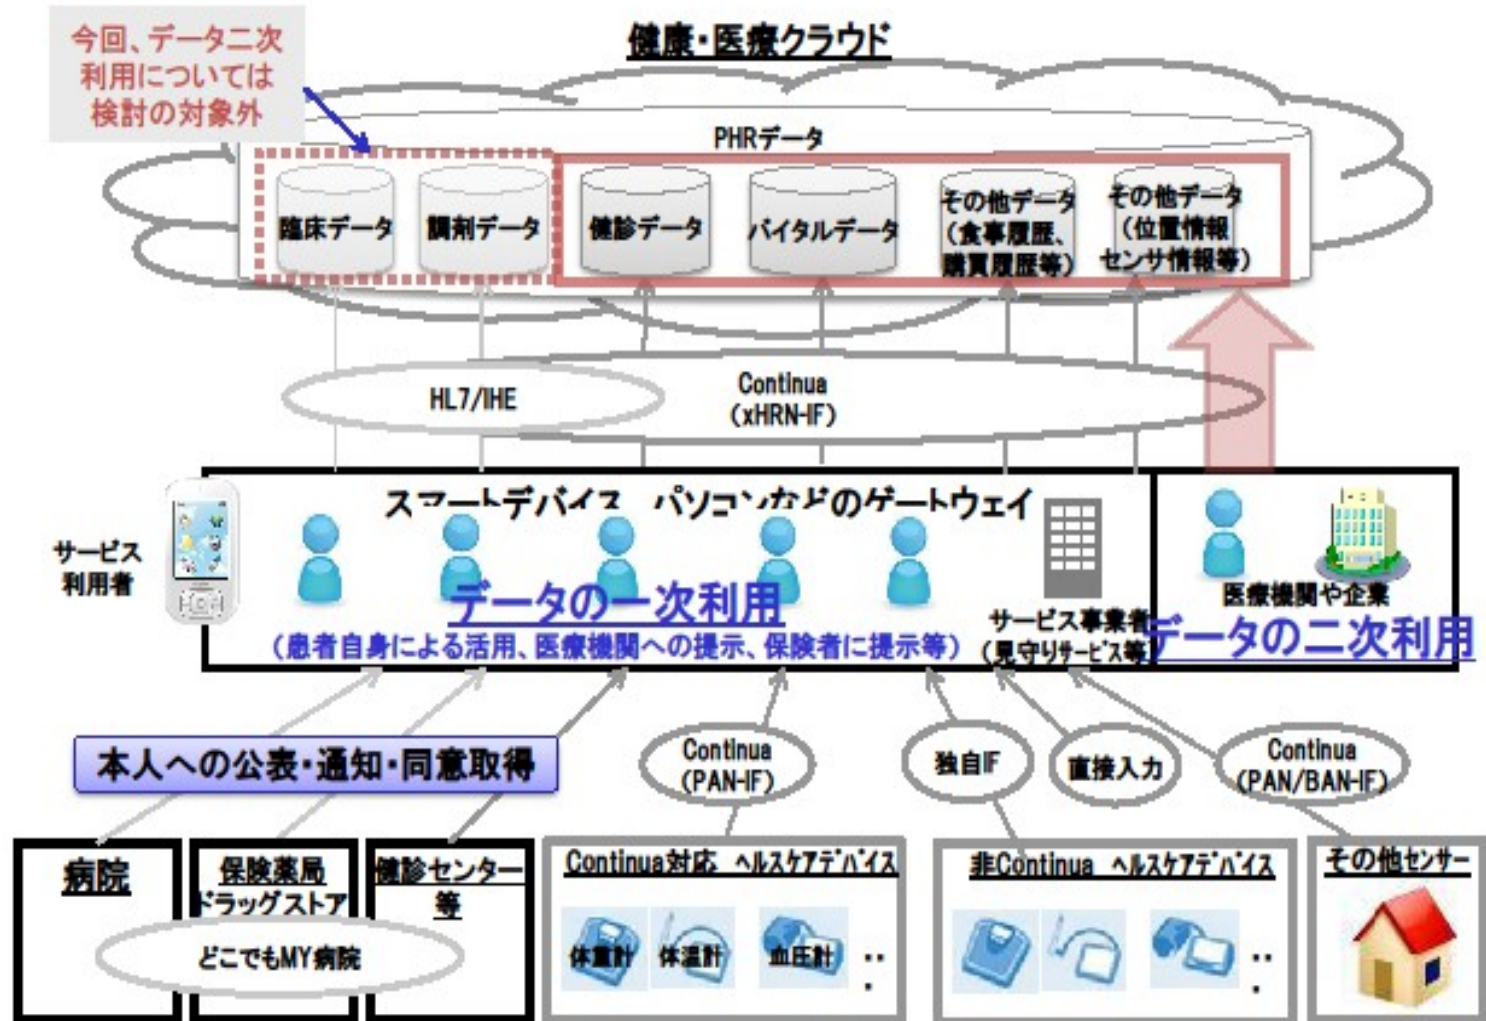 今回、データ二次
利用については
検討の対象外
健康・医療クラウド
PHRデータ
臨床データ
調剤データ
健診データ
バイタルデータ
その他データ
(食事履歴、
購買履歴等)
その他データ
(位置情報
センサ情報等)
HL7/IHE
Continua
(xHRN-IF)
サービス
利用者
スマートデバイス パソコンなどのゲートウェイ
データの一次利用
(患者自身による活用、医療機関への提示、保険者に提示等)
サービス事業者
(見守りサービス等)
医療機関や企業
データの二次利用
本人への公表・通知・同意取得
Continua
(PAN-IF)
独自IF
直接入力
Continua
(PAN/BAN-IF)
病院
保険薬局
ドラッグストア
健診センター
等
どこでもMY病院
Continua対応 ヘルスケアデバイス
体重計
体温計
血圧計
‥
.
非Continua ヘルスケアデバイス
‥
.
その他センサー